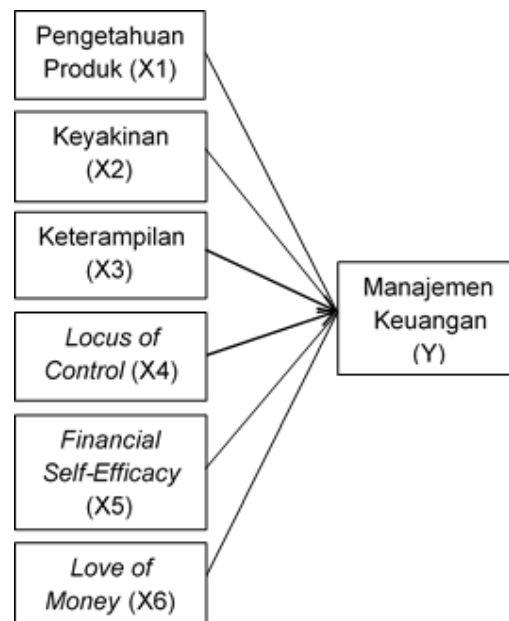 Pengetahuan
Produk (X1)
Keyakinan
(X2)
Keterampilan
(X3)
Locus of
Control (X4)
Financial
Self-Efficacy
(X5)
Love of
Money (X6)
Manajemen
Keuangan
(Y)